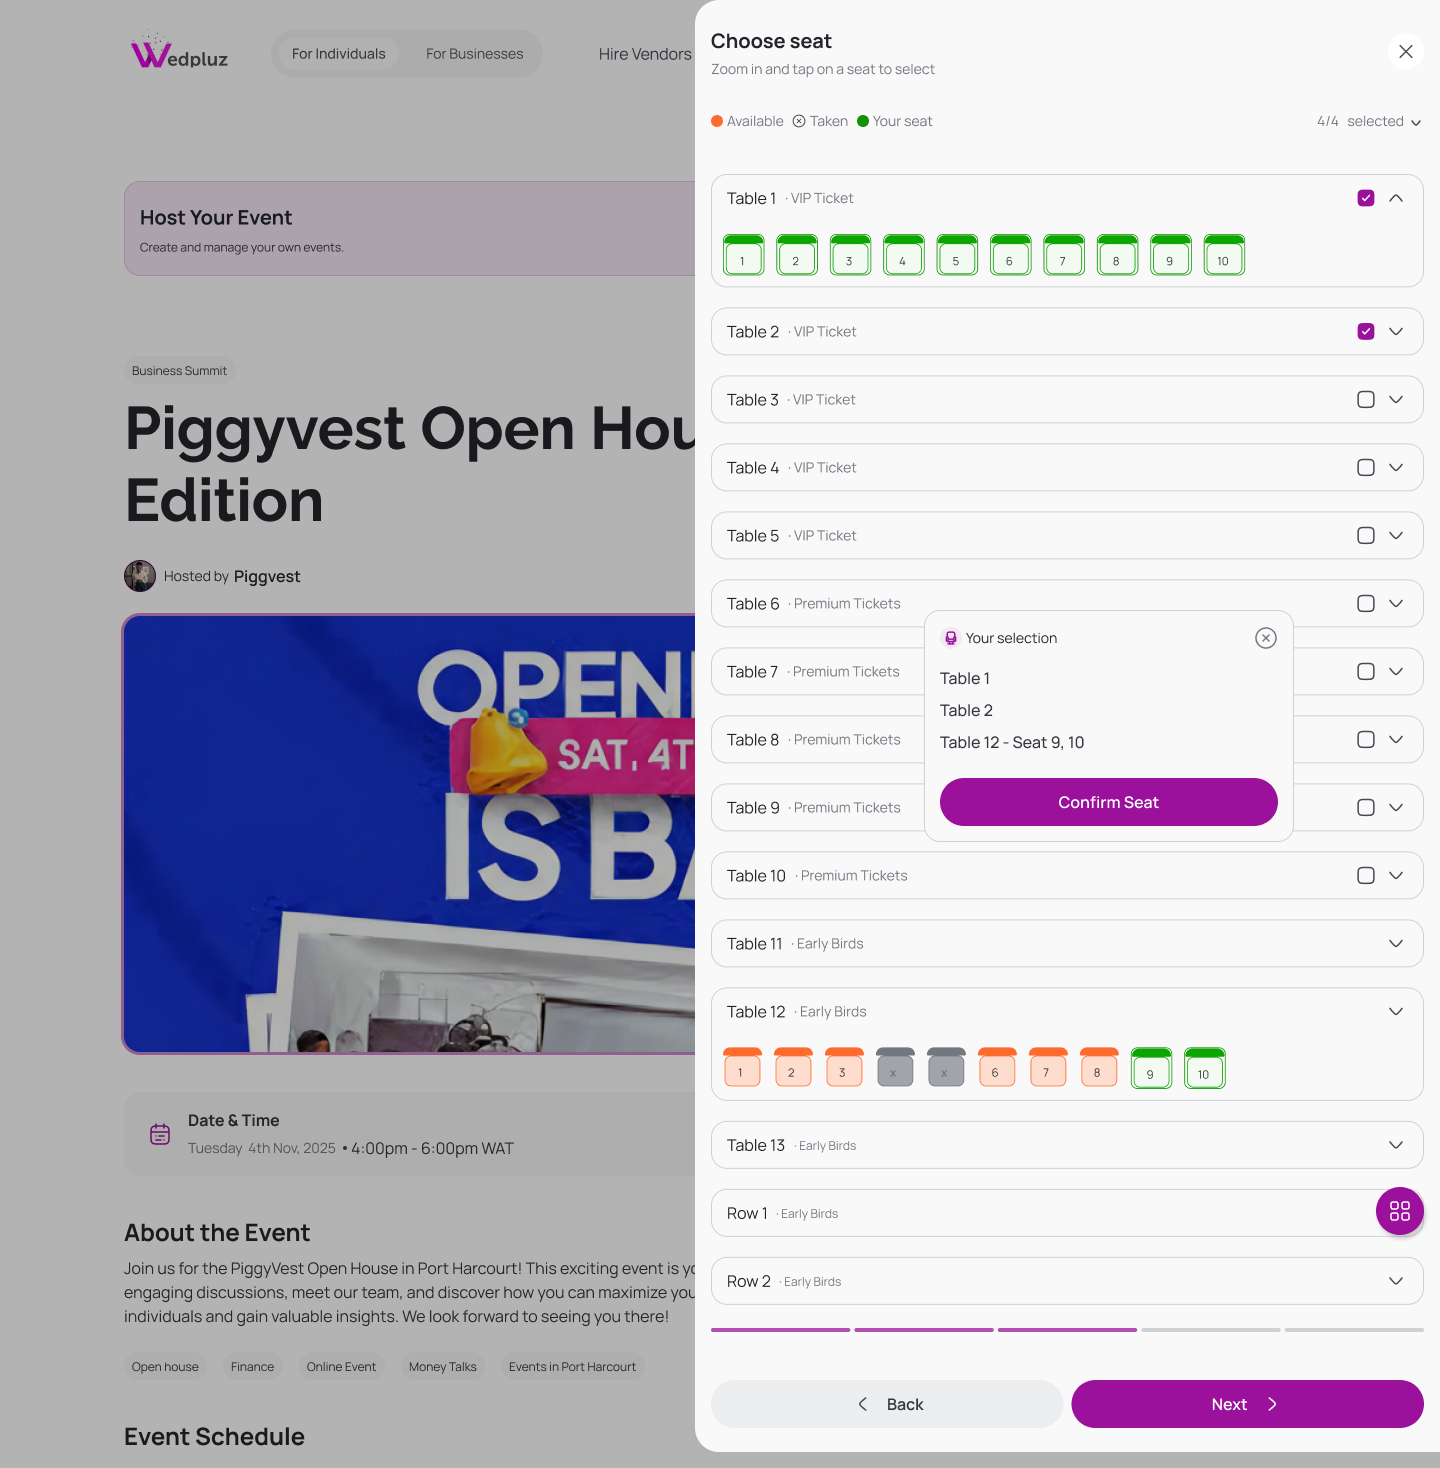 Wedpluz
For Individuals
For Businesses
Hire Vendors
Host Your Event
Create and manage your own events.
Business Summit
Piggyvest Open Hou
Edition
Hosted by Piggvest
OPEN
SAT, 4T
IS BA
Date & Time
Tuesday 4th Nov, 2025 • 4:00pm - 6:00pm WAT
About the Event
Join us for the PiggyVest Open House in Port Harcourt! This exciting event is yo
engaging discussions, meet our team, and discover how you can maximize you
individuals and gain valuable insights. We look forward to seeing you there!
Open house
Finance
Online Event
Money Talks
Events in Port Harcourt
Event Schedule
Choose seat
Zoom in and tap on a seat to select
Available
Taken
Your seat
4/4 selected
Table 1 · VIP Ticket
1 2 3 4 5 6 7 8 9 10
Table 2 · VIP Ticket
Table 3 · VIP Ticket
Table 4 · VIP Ticket
Table 5 · VIP Ticket
Table 6 · Premium Tickets
Table 7 · Premium Tickets
Table 8 · Premium Tickets
Table 9 · Premium Tickets
Table 10 · Premium Tickets
Your selection
Table 1
Table 2
Table 12 - Seat 9, 10
Confirm Seat
Table 11 · Early Birds
Table 12 · Early Birds
1 2 3 x x 6 7 8 9 10
Table 13 · Early Birds
Row 1 · Early Birds
Row 2 · Early Birds
Back
Next